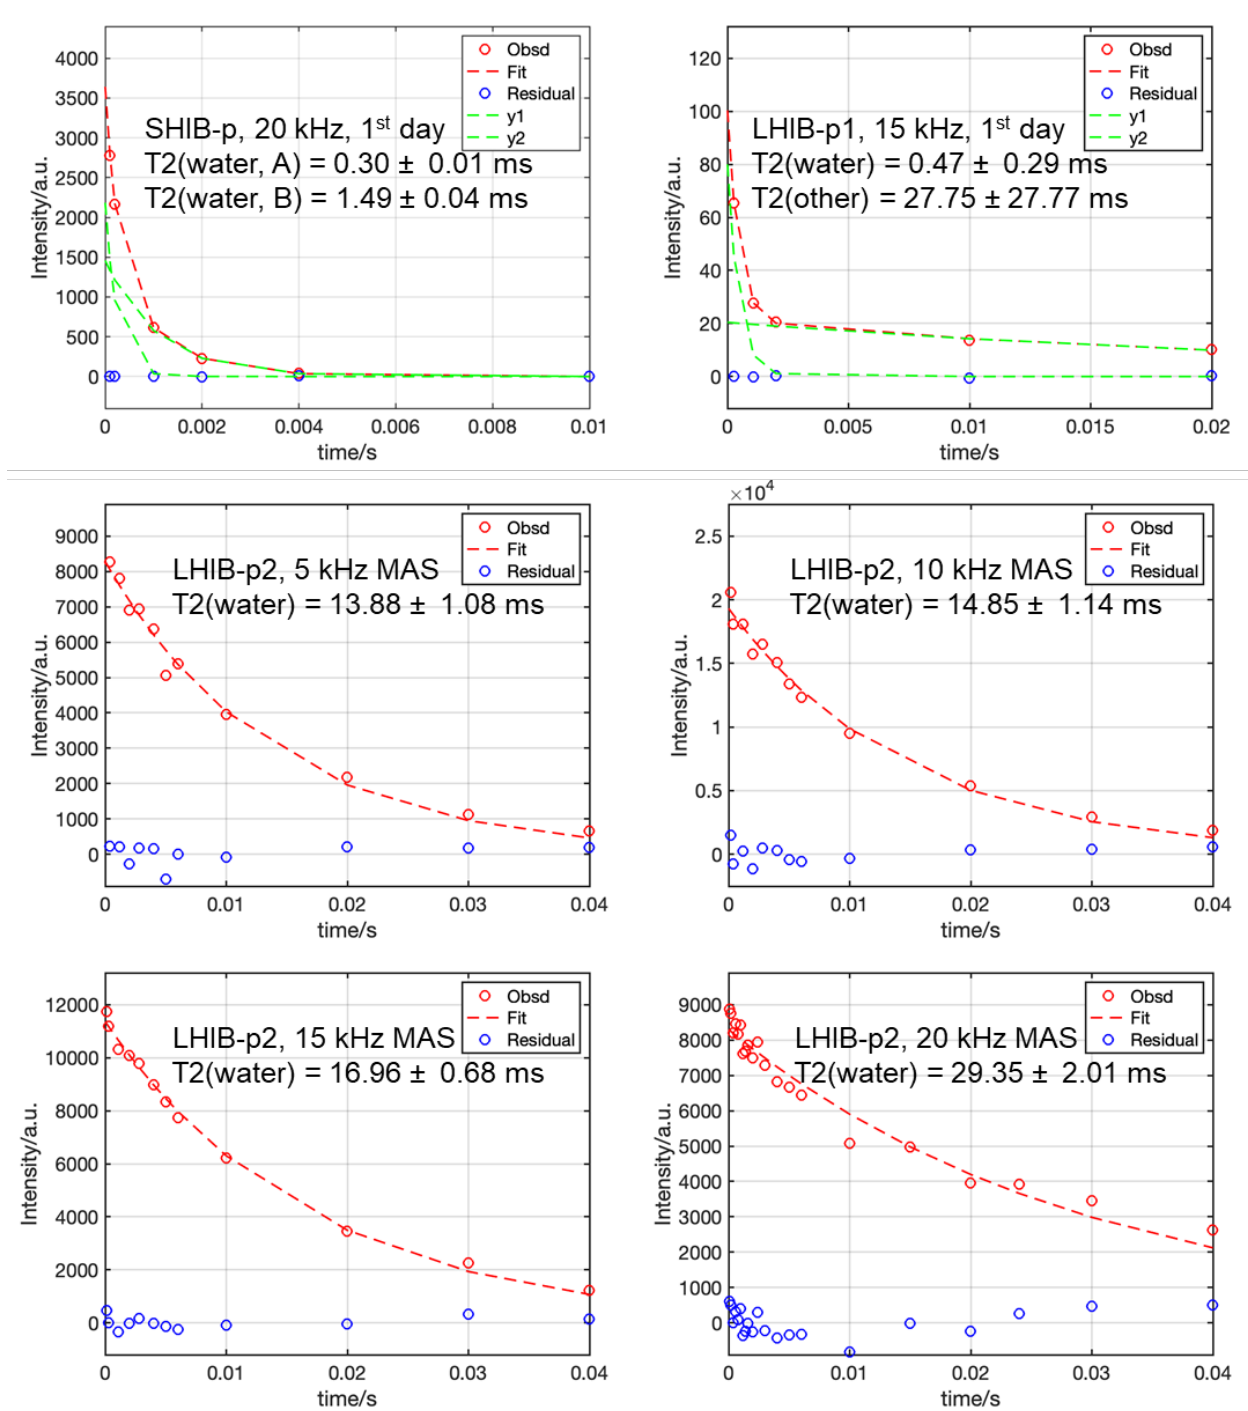 4000
3500
3000
2500
2000
1500
1000
500
0
Intensity/a.u.
Obsd
Fit
Residual
y1
y2
SHIB-p, 20 kHz, 1st day
T2(water, A) = 0.30 ± 0.01 ms
T2(water, B) = 1.49 ± 0.04 ms
0 0.002 0.004 0.006 0.008 0.01
time/s
120
100
80
60
40
20
0
Intensity/a.u.
Obsd
Fit
Residual
y1
y2
LHIB-p1, 15 kHz, 1st day
T2(water) = 0.47 ± 0.29 ms
T2(other) = 27.75 ± 27.77 ms
0 0.005 0.01 0.015 0.02
time/s
9000
8000
7000
6000
5000
4000
3000
2000
1000
0
Intensity/a.u.
Obsd
Fit
Residual
LHIB-p2, 5 kHz MAS
T2(water) = 13.88 ± 1.08 ms
0 0.01 0.02 0.03 0.04
time/s
×10⁴
2.5
2
1.5
1
0.5
0
Intensity/a.u.
Obsd
Fit
Residual
LHIB-p2, 10 kHz MAS
T2(water) = 14.85 ± 1.14 ms
0 0.01 0.02 0.03 0.04
time/s
12000
10000
8000
6000
4000
2000
0
Intensity/a.u.
Obsd
Fit
Residual
LHIB-p2, 15 kHz MAS
T2(water) = 16.96 ± 0.68 ms
0 0.01 0.02 0.03 0.04
time/s
9000
8000
7000
6000
5000
4000
3000
2000
1000
0
Intensity/a.u.
Obsd
Fit
Residual
LHIB-p2, 20 kHz MAS
T2(water) = 29.35 ± 2.01 ms
0 0.01 0.02 0.03 0.04
time/s